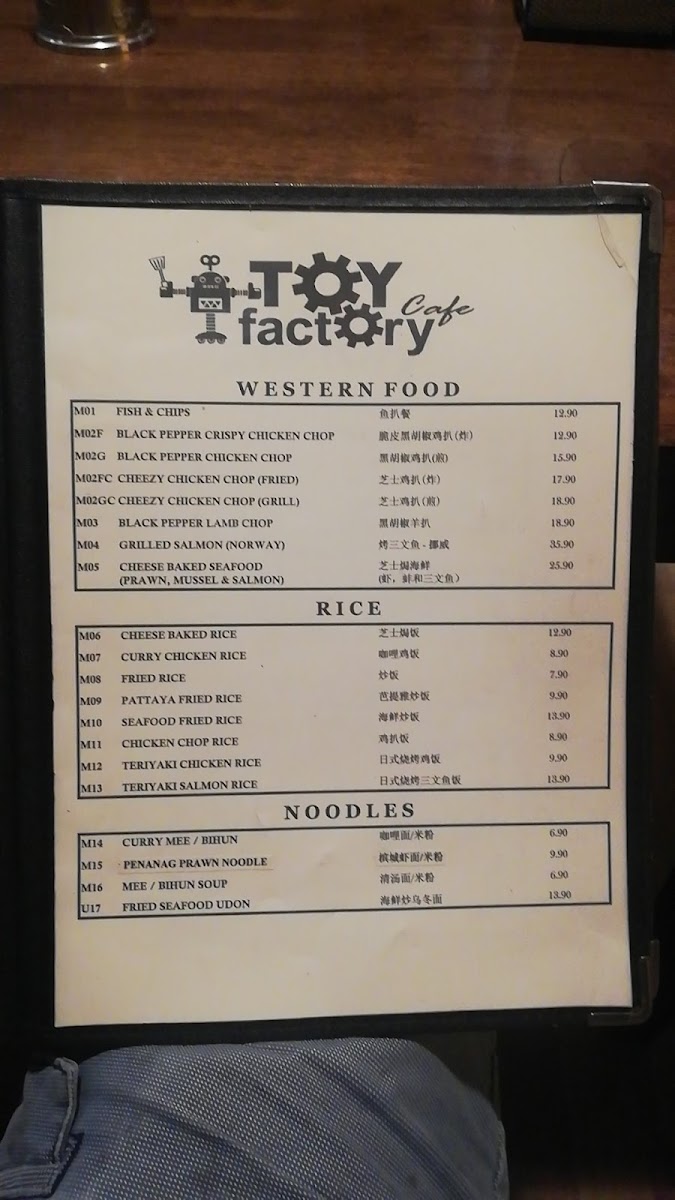 TOY
factory Cafe
WESTERN FOOD
M01 FISH & CHIPS 鱼扒餐 12.90
M02F BLACK PEPPER CRISPY CHICKEN CHOP 脆皮黑胡椒鸡扒(炸) 12.90
M02G BLACK PEPPER CHICKEN CHOP 黑胡椒鸡扒(煎) 15.90
M02FC CHEEZY CHICKEN CHOP (FRIED) 芝士鸡扒(炸) 17.90
M02GC CHEEZY CHICKEN CHOP (GRILL) 芝士鸡扒(煎) 18.90
M03 BLACK PEPPER LAMB CHOP 黑胡椒羊扒 18.90
M04 GRILLED SALMON (NORWAY) 烤三文鱼 - 挪威 35.90
M05 CHEESE BAKED SEAFOOD 芝士焗海鲜 25.90
(PRAWN, MUSSEL & SALMON) (虾，蚌和三文鱼)
RICE
M06 CHEESE BAKED RICE 芝士焗饭 12.90
M07 CURRY CHICKEN RICE 咖哩鸡饭 8.90
M08 FRIED RICE 炒饭 7.90
M09 PATTAYA FRIED RICE 芭提雅炒饭 9.90
M10 SEAFOOD FRIED RICE 海鲜炒饭 13.90
M11 CHICKEN CHOP RICE 鸡扒饭 8.90
M12 TERIYAKI CHICKEN RICE 日式烧烤鸡饭 9.90
M13 TERIYAKI SALMON RICE 日式烧烤三文鱼饭 13.90
NOODLES
M14 CURRY MEE / BIHUN 咖哩面/米粉 6.90
M15 PENANAG PRAWN NOODLE 槟城虾面/米粉 9.90
M16 MEE / BIHUN SOUP 清汤面/米粉 6.90
U17 FRIED SEAFOOD UDON 海鲜炒乌冬面 13.90